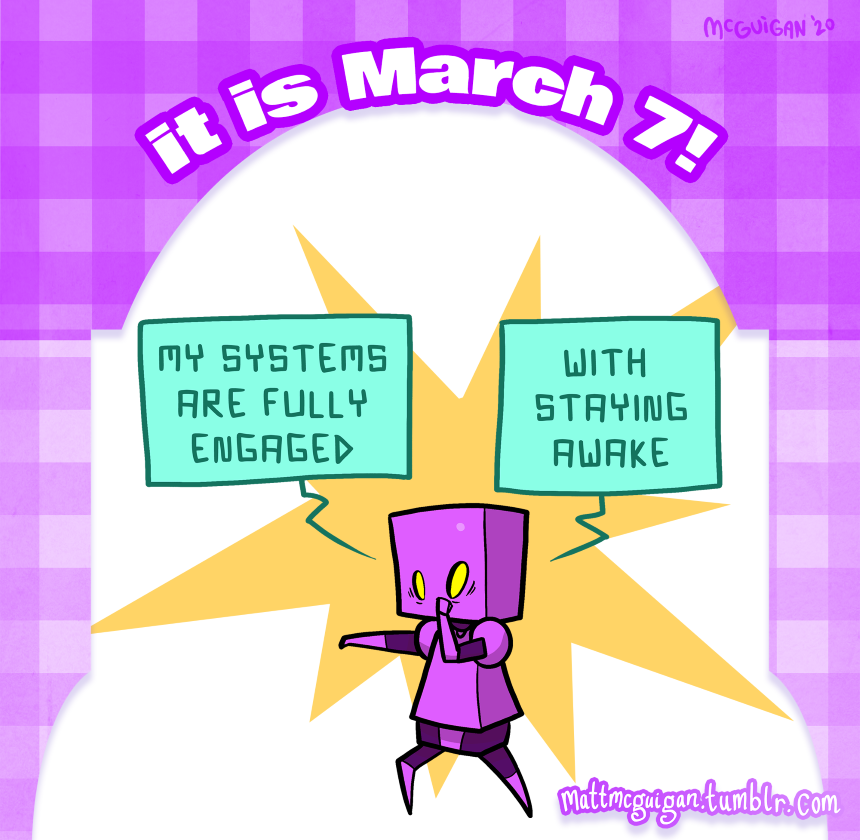 McGUiGAN '20
it is March 7!
MY SYSTEMS
ARE FULLY
ENGAGED
WITH
STAYING
AWAKE
mattmcguigan.tumblr.com